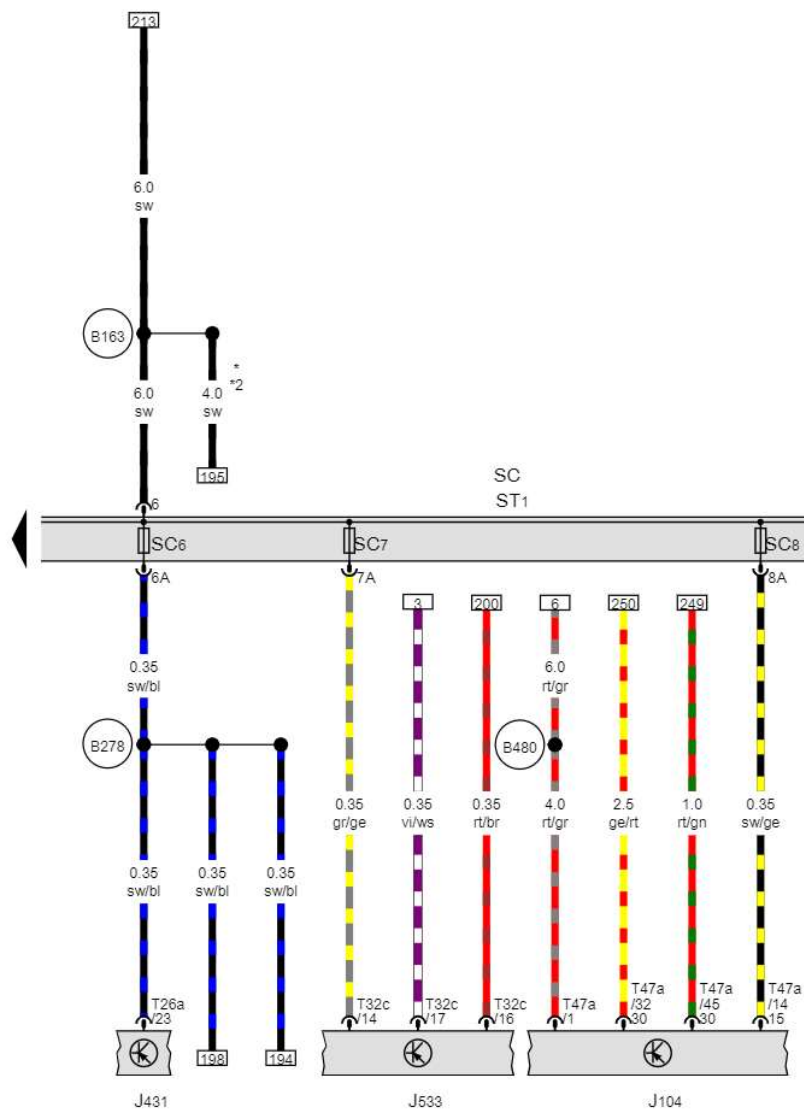 213
6.0
sw
B163
6.0
sw
4.0
sw
*
*2
195
6
SC
ST1
SC6
SC7
SC8
6A
7A
8A
3
200
6
250
249
0.35
sw/bl
6.0
rt/gr
B278
B480
0.35
gr/ge
0.35
vi/ws
0.35
rt/br
4.0
rt/gr
2.5
ge/rt
1.0
rt/gn
0.35
sw/ge
0.35
sw/bl
0.35
sw/bl
0.35
sw/bl
T26a
/23
T32c
/14
T32c
/17
T32c
/16
T47a
/1
T47a
/32
30
T47a
/45
30
T47a
/14
15
198
194
J431
J533
J104